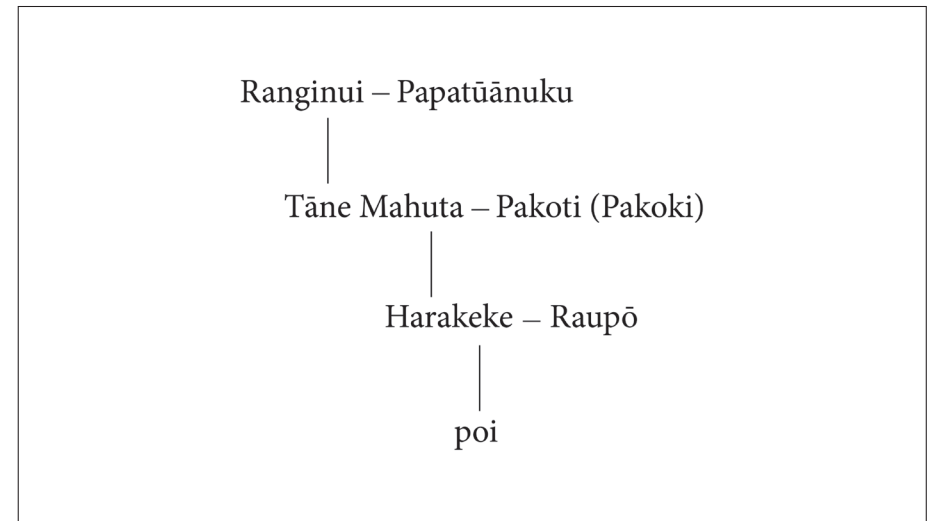 Ranginui – Papatūānuku
Tāne Mahuta – Pakoti (Pakoki)
Harakeke – Raupō
poi